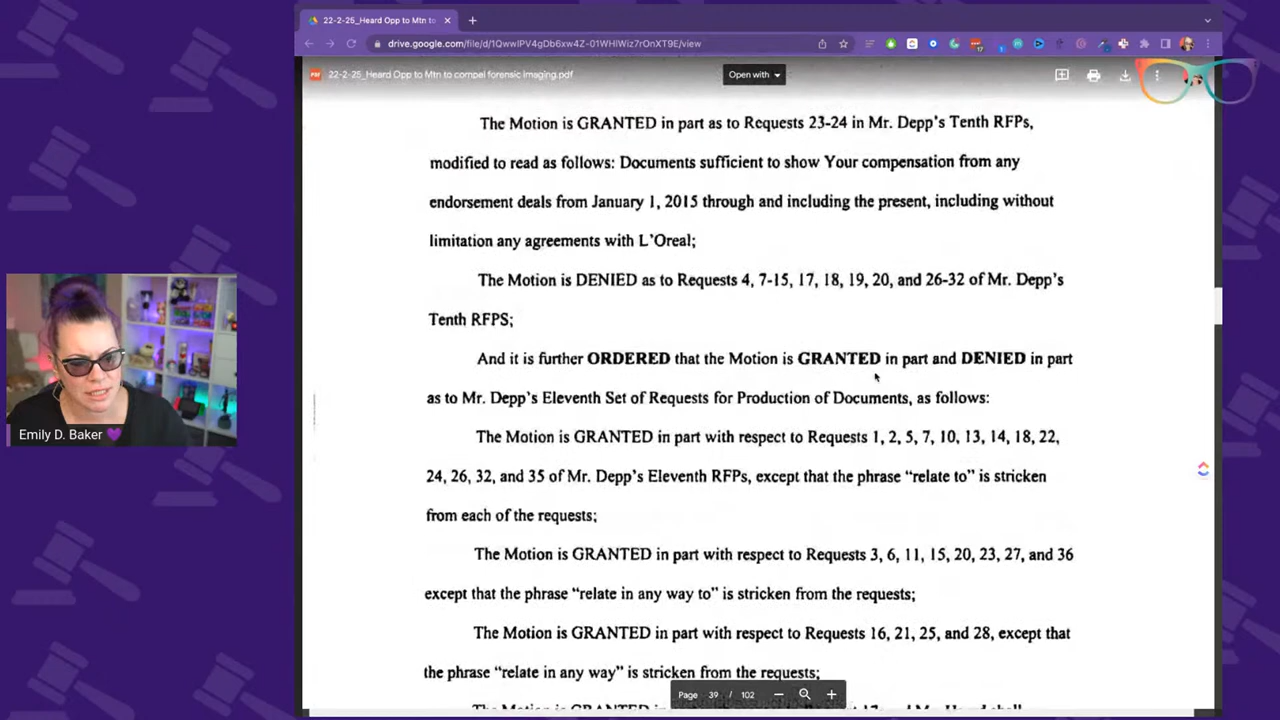 22-2-25_Heard Opp to Mtn to
drive.google.com/file/d/1QwwIPV4gDb6xw4Z-01WHlWiz7rOnXT9E/view
22-2-25_Heard Opp to Mtn to compel forensic Imaging.pdf
Open with
The Motion is GRANTED in part as to Requests 23-24 in Mr. Depp's Tenth RFPs,
modified to read as follows: Documents sufficient to show Your compensation from any
endorsement deals from January 1, 2015 through and including the present, including without
limitation any agreements with L'Oreal;
The Motion is DENIED as to Requests 4, 7-15, 17, 18, 19, 20, and 26-32 of Mr. Depp's
Tenth RFPS;
And it is further ORDERED that the Motion is GRANTED in part and DENIED in part
as to Mr. Depp's Eleventh Set of Requests for Production of Documents, as follows:
The Motion is GRANTED in part with respect to Requests 1, 2, 5, 7, 10, 13, 14, 18, 22,
24, 26, 32, and 35 of Mr. Depp's Eleventh RFPs, except that the phrase "relate to" is stricken
from each of the requests;
The Motion is GRANTED in part with respect to Requests 3, 6, 11, 15, 20, 23, 27, and 36
except that the phrase "relate in any way to" is stricken from the requests;
The Motion is GRANTED in part with respect to Requests 16, 21, 25, and 28, except that
the phrase "relate in any way" is stricken from the requests;
Page 39 / 102
Emily D. Baker